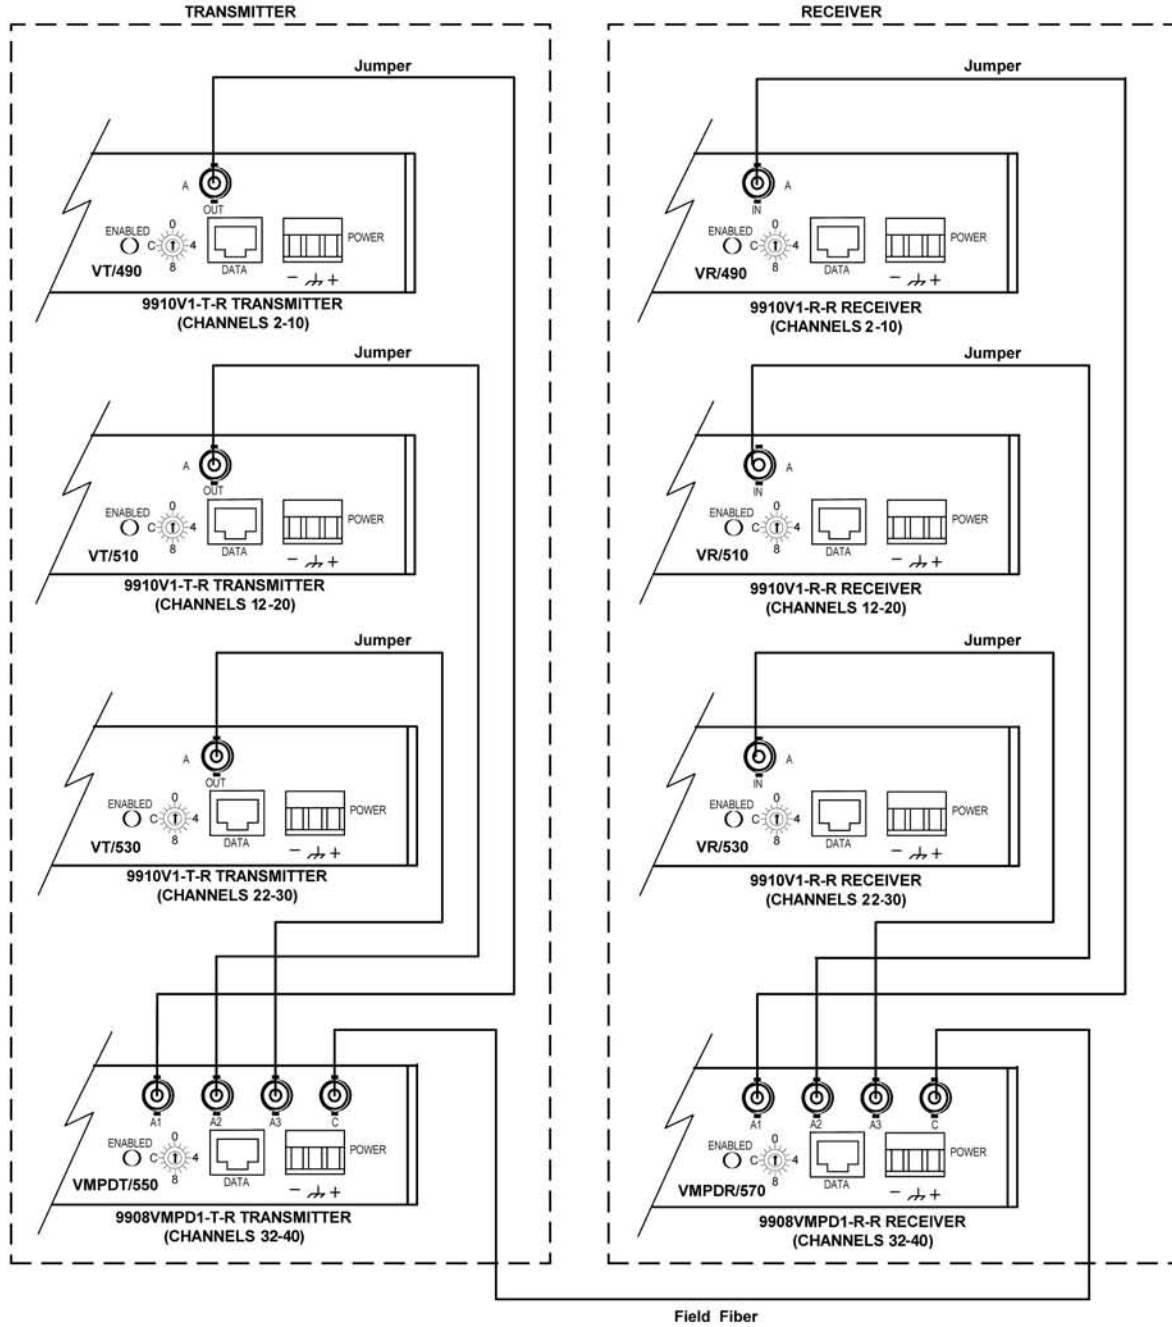 TRANSMITTER
Jumper
A
OUT
ENABLED
0
C
4
8
DATA
POWER
− +
VT/490
9910V1-T-R TRANSMITTER
(CHANNELS 2-10)
Jumper
A
OUT
ENABLED
0
C
4
8
DATA
POWER
− +
VT/510
9910V1-T-R TRANSMITTER
(CHANNELS 12-20)
Jumper
A
OUT
ENABLED
0
C
4
8
DATA
POWER
− +
VT/530
9910V1-T-R TRANSMITTER
(CHANNELS 22-30)
A1 A2 A3 C
ENABLED
0
C
4
8
DATA
POWER
− +
VMPDT/550
9908VMPD1-T-R TRANSMITTER
(CHANNELS 32-40)
RECEIVER
Jumper
A
IN
ENABLED
0
C
4
8
DATA
POWER
− +
VR/490
9910V1-R-R RECEIVER
(CHANNELS 2-10)
Jumper
A
IN
ENABLED
0
C
4
8
DATA
POWER
− +
VR/510
9910V1-R-R RECEIVER
(CHANNELS 12-20)
Jumper
A
IN
ENABLED
0
C
4
8
DATA
POWER
− +
VR/530
9910V1-R-R RECEIVER
(CHANNELS 22-30)
A1 A2 A3 C
ENABLED
0
C
4
8
DATA
POWER
− +
VMPDR/570
9908VMPD1-R-R RECEIVER
(CHANNELS 32-40)
Field Fiber